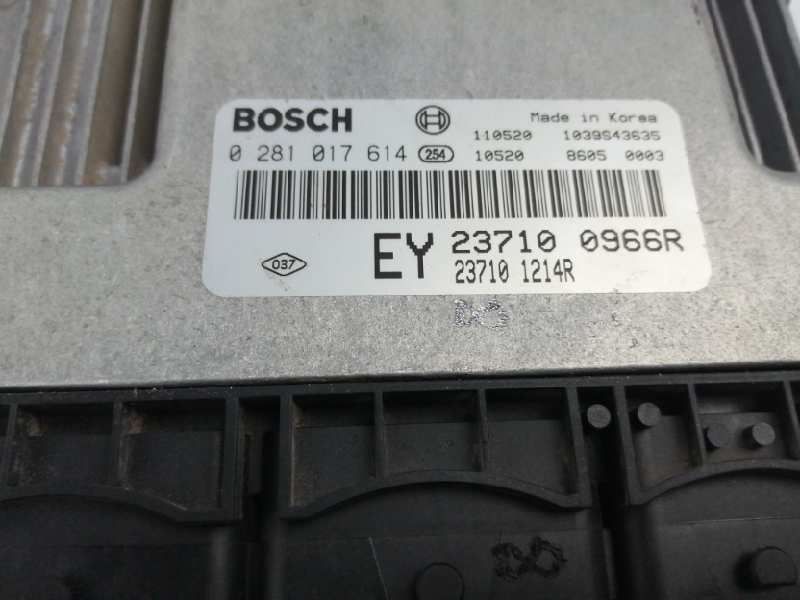 BOSCH
Made in Korea
110520 1039S43635
0 281 017 614 254 10520 8605 0003
EY 23710 0966R
037
23710 1214R